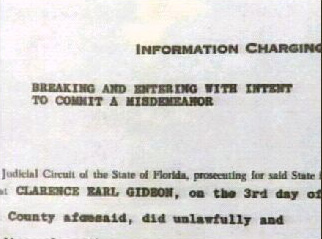 INFORMATION CHARGING
BREAKING AND ENTERING WITH INTENT
TO COMMIT A MISDEMEANOR
Judicial Circuit of the State of Florida, prosecuting for said State
CLARENCE EARL GIDEON, on the 3rd day of
County afoesaid, did unlawfully and